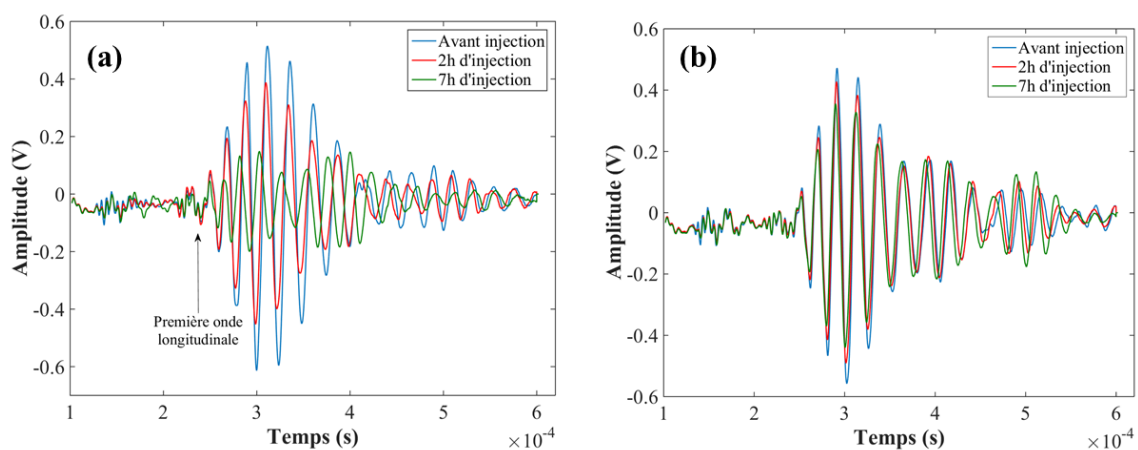 (a)
Avant injection
2h d'injection
7h d'injection
Amplitude (V)
0.6
0.4
0.2
0
-0.2
-0.4
-0.6
Première onde
longitudinale
1 2 3 4 5 6
Temps (s)
×10⁻⁴
(b)
Avant injection
2h d'injection
7h d'injection
Amplitude (V)
0.6
0.4
0.2
0
-0.2
-0.4
-0.6
1 2 3 4 5 6
Temps (s)
×10⁻⁴